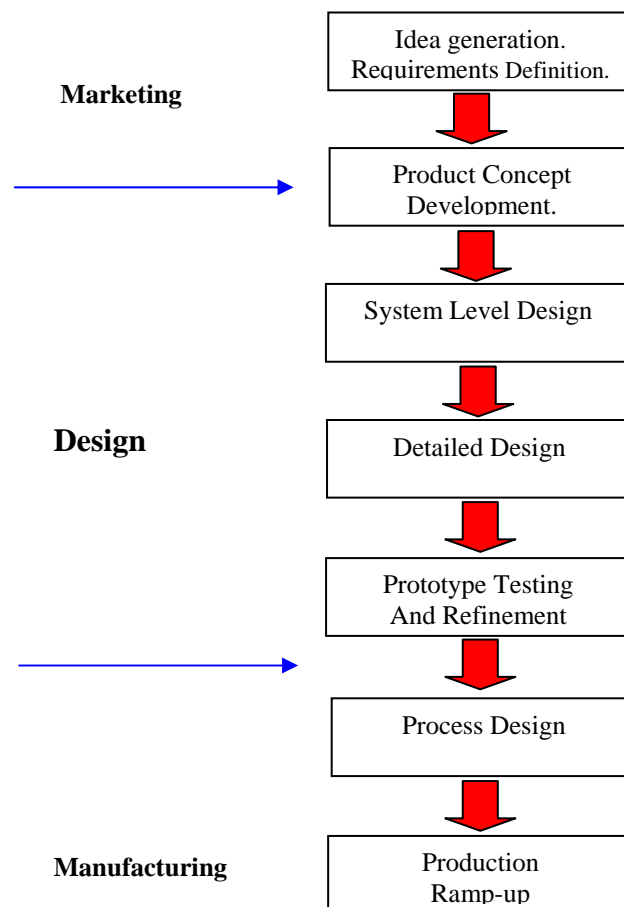 Idea generation.
Requirements Definition.
Marketing
Product Concept
Development.
System Level Design
Design
Detailed Design
Prototype Testing
And Refinement
Process Design
Manufacturing
Production
Ramp-up